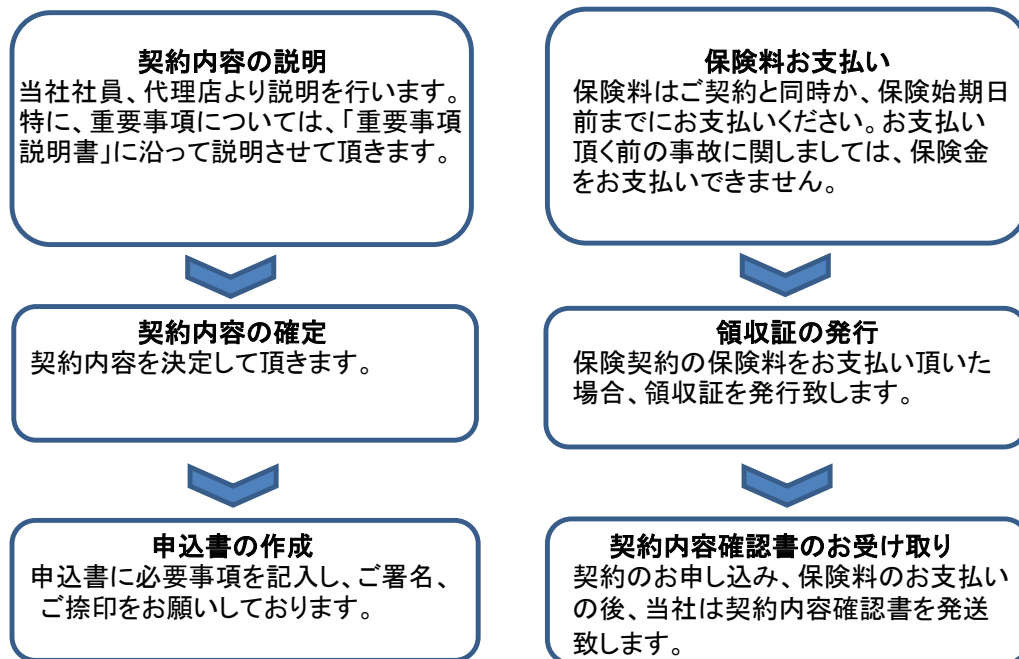 契約内容の説明
当社社員、代理店より説明を行います。
特に、重要事項については、「重要事項
説明書」に沿って説明させて頂きます。
契約内容の確定
契約内容を決定して頂きます。
申込書の作成
申込書に必要事項を記入し、ご署名、
ご捺印をお願いしております。
保険料お支払い
保険料はご契約と同時か、保険始期日
前までにお支払いください。お支払い
頂く前の事故に関しましては、保険金
をお支払いできません。
領収証の発行
保険契約の保険料をお支払い頂いた
場合、領収証を発行致します。
契約内容確認書のお受け取り
契約のお申し込み、保険料のお支払い
の後、当社は契約内容確認書を発送
致します。